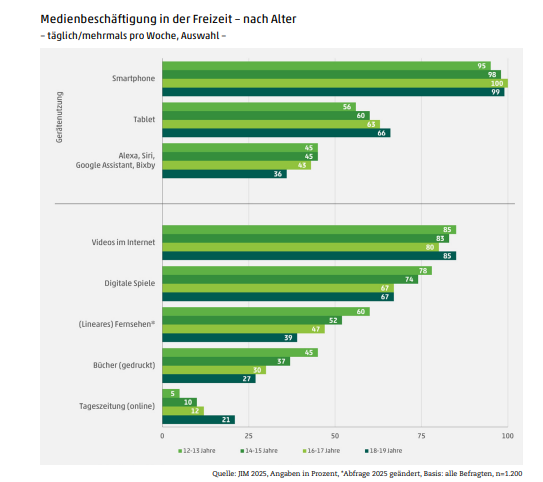 Medienbeschäftigung in der Freizeit – nach Alter
– täglich/mehrmals pro Woche, Auswahl –
Gerätenutzung
Smartphone
95
98
100
99
Tablet
56
60
63
66
Alexa, Siri,
Google Assistant, Bixby
45
45
43
36
Videos im Internet
85
83
80
85
Digitale Spiele
78
74
67
67
(Lineares) Fernsehen*
60
52
47
39
Bücher (gedruckt)
45
37
30
27
Tageszeitung (online)
5
10
12
21
0 25 50 75 100
12-13 Jahre 14-15 Jahre 16-17 Jahre 18-19 Jahre
Quelle: JIM 2025, Angaben in Prozent, *Abfrage 2025 geändert, Basis: alle Befragten, n=1.200